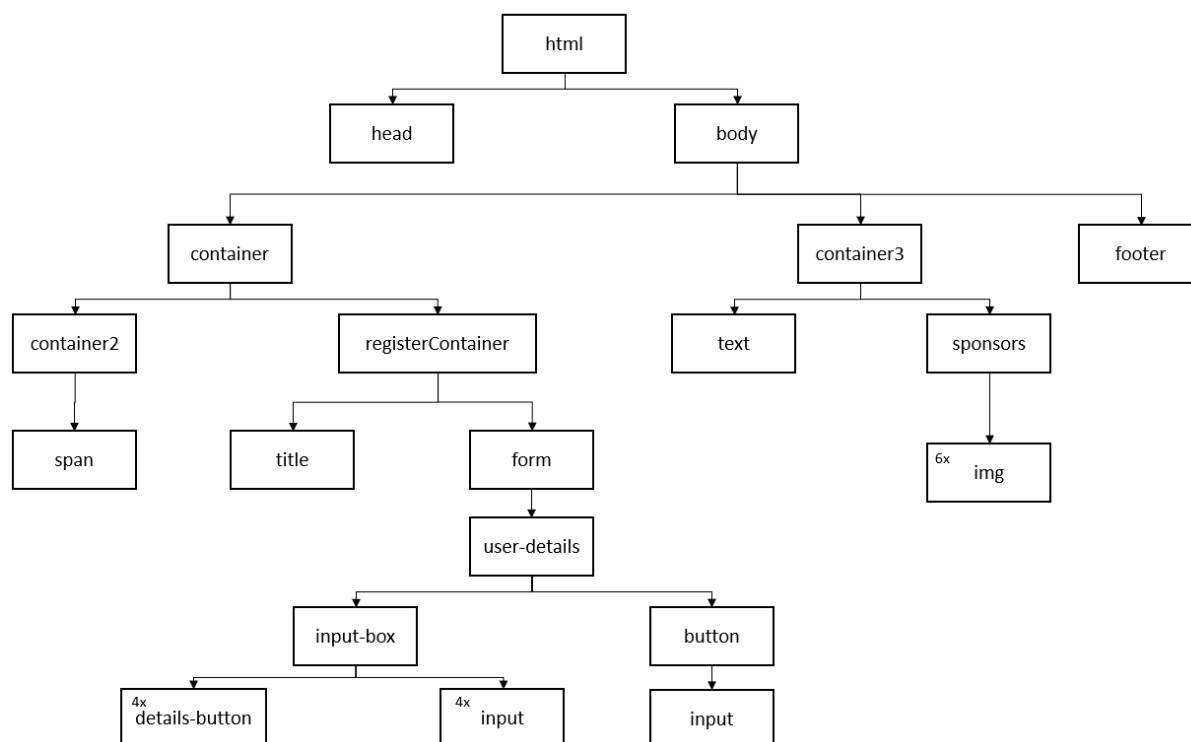 html
head
body
container
container3
footer
container2
registerContainer
text
sponsors
span
title
form
6x
img
user-details
input-box
button
4x
details-button
4x
input
input